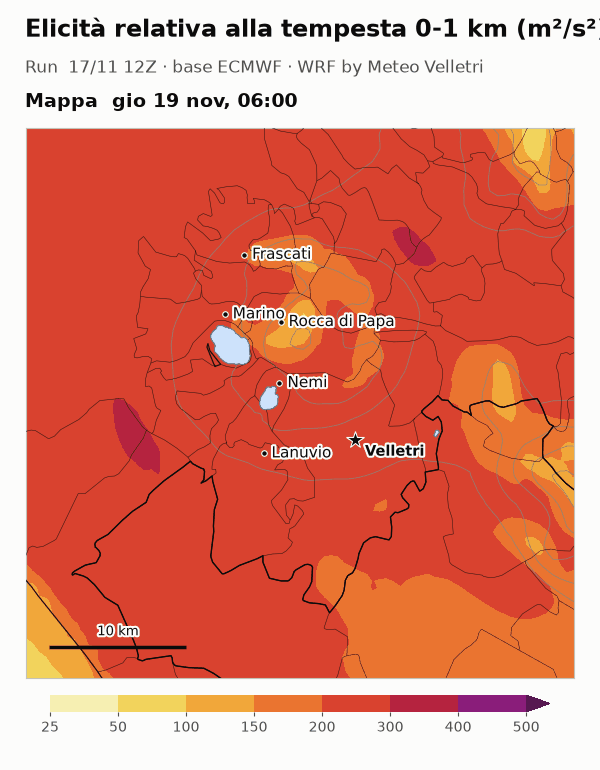 Elicità relativa alla tempesta 0-1 km (m²/s²)
Run 17/11 12Z · base ECMWF · WRF by Meteo Velletri
Mappa gio 19 nov, 06:00
Frascati
Marino
Rocca di Papa
Nemi
Velletri
Lanuvio
10 km
25 50 100 150 200 300 400 500